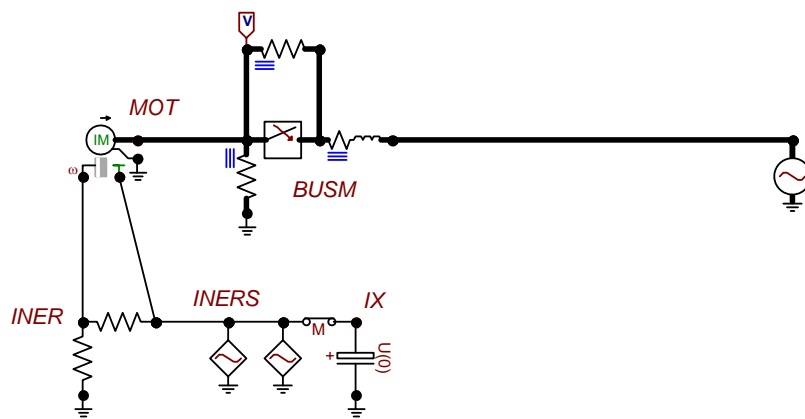 V
MOT
IM
ω
BUSM
INER
INERS
IX
M
+
U(0)